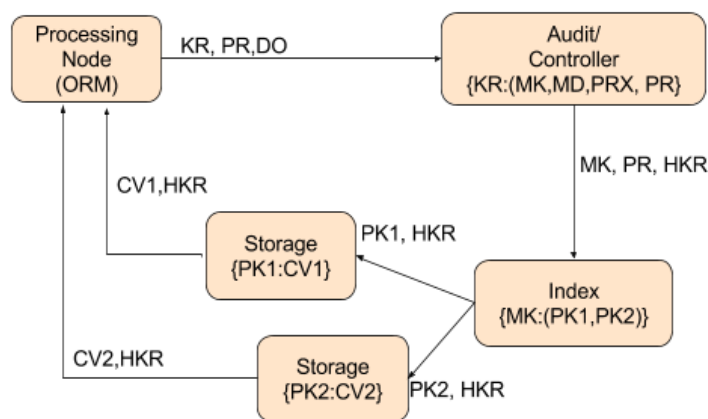 Processing
Node
(ORM)
KR, PR,DO
Audit/
Controller
{KR:(MK,MD,PRX, PR}
MK, PR, HKR
CV1,HKR
Storage
{PK1:CV1}
PK1, HKR
Index
{MK:(PK1,PK2)}
CV2,HKR
Storage
{PK2:CV2}
PK2, HKR